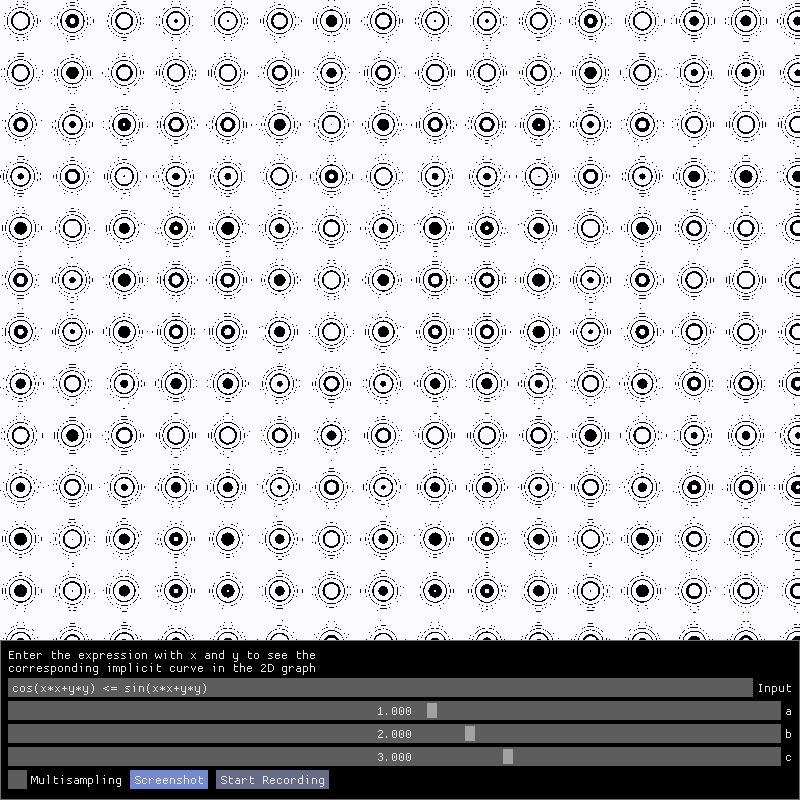 Enter the expression with x and y to see the
corresponding implicit curve in the 2D graph
cos(x*x+y*y) <= sin(x*x+y*y) Input
1.000 a
2.000 b
3.000 c
Multisampling Screenshot Start Recording